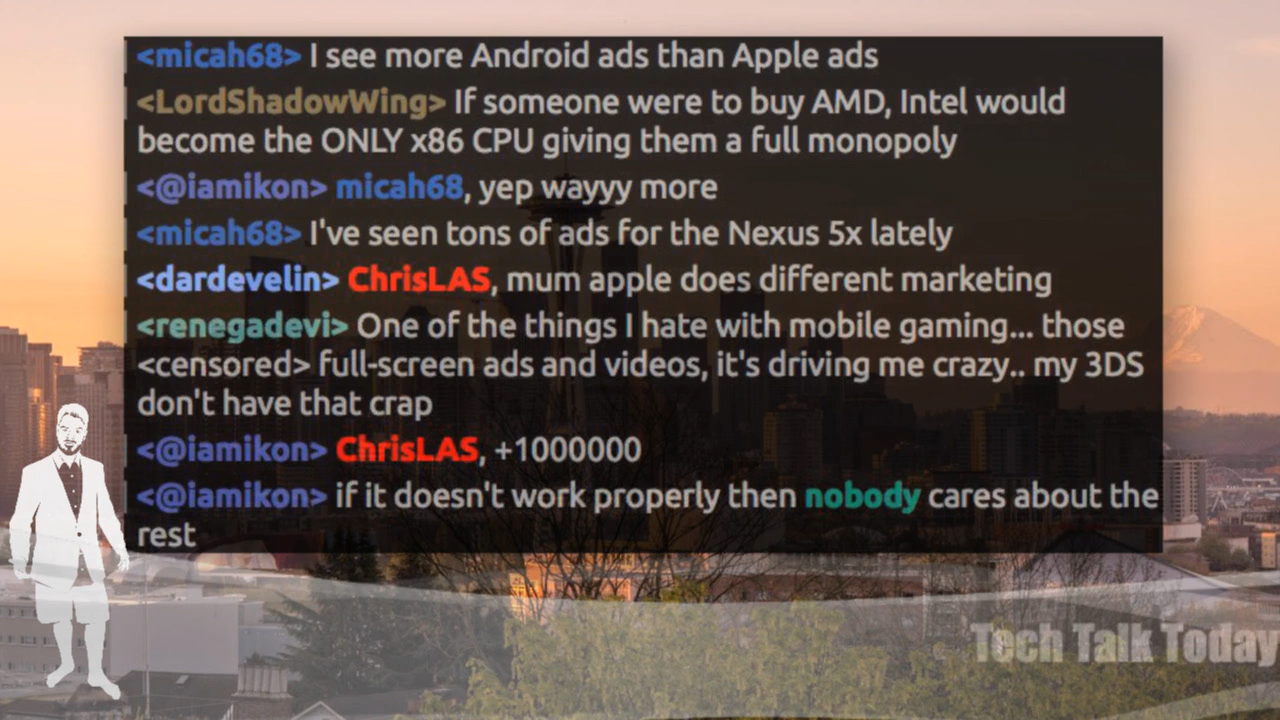 <micah68> I see more Android ads than Apple ads
<LordShadowWing> If someone were to buy AMD, Intel would
become the ONLY x86 CPU giving them a full monopoly
<@iamikon> micah68, yep wayyy more
<micah68> I've seen tons of ads for the Nexus 5x lately
<dardevelin> ChrisLAS, mum apple does different marketing
<renegadevi> One of the things I hate with mobile gaming... those
<censored> full-screen ads and videos, it's driving me crazy.. my 3DS
don't have that crap
<@iamikon> ChrisLAS, +1000000
<@iamikon> if it doesn't work properly then nobody cares about the
rest
Tech Talk Today